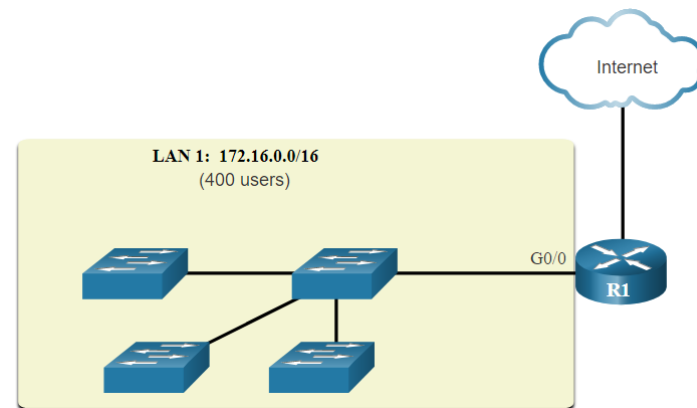 Internet
LAN 1: 172.16.0.0/16
(400 users)
G0/0
R1